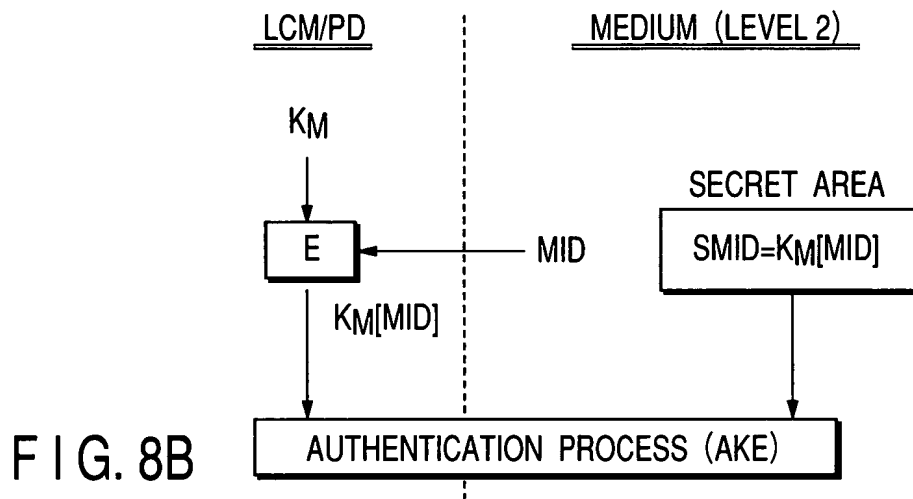 LCM/PD
MEDIUM (LEVEL 2)
KM
SECRET AREA
E
MID
SMID=KM[MID]
KM[MID]
AUTHENTICATION PROCESS (AKE)
FIG. 8B